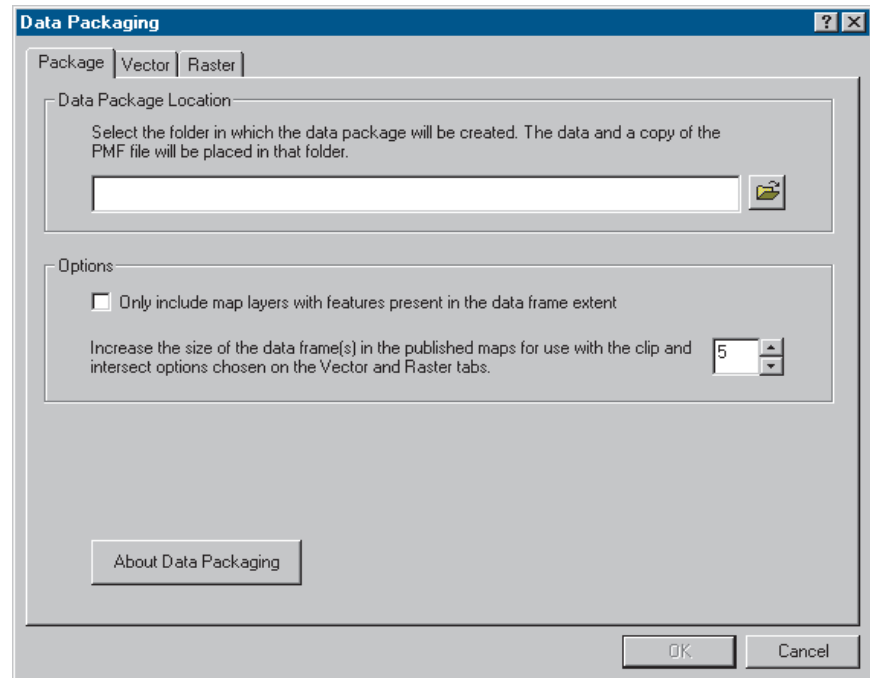 Data Packaging
Package Vector Raster
Data Package Location
Select the folder in which the data package will be created. The data and a copy of the
PMF file will be placed in that folder.
Options
Only include map layers with features present in the data frame extent
Increase the size of the data frame(s) in the published maps for use with the clip and
intersect options chosen on the Vector and Raster tabs.
5
About Data Packaging
OK Cancel